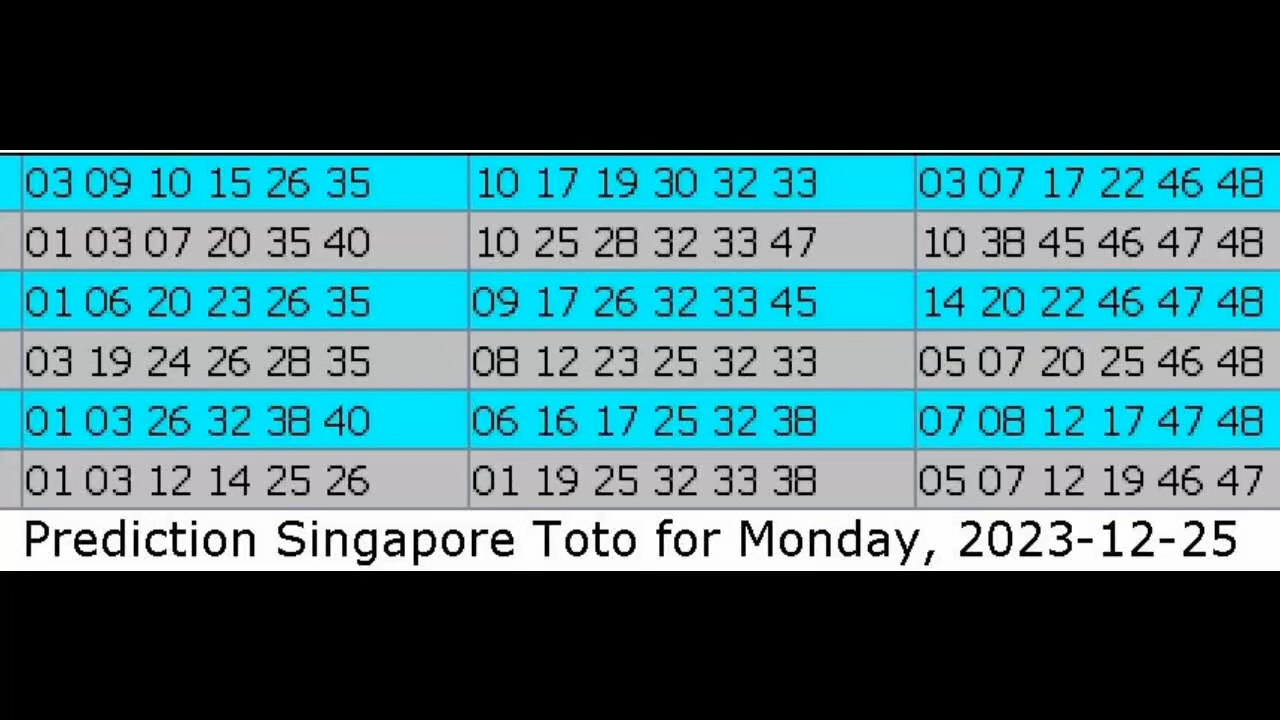 03 09 10 15 26 35 10 17 19 30 32 33 03 07 17 22 46 48
01 03 07 20 35 40 10 25 28 32 33 47 10 38 45 46 47 48
01 06 20 23 26 35 09 17 26 32 33 45 14 20 22 46 47 48
03 19 24 26 28 35 08 12 23 25 32 33 05 07 20 25 46 48
01 03 26 32 38 40 06 16 17 25 32 38 07 08 12 17 47 48
01 03 12 14 25 26 01 19 25 32 33 38 05 07 12 19 46 47
Prediction Singapore Toto for Monday, 2023-12-25